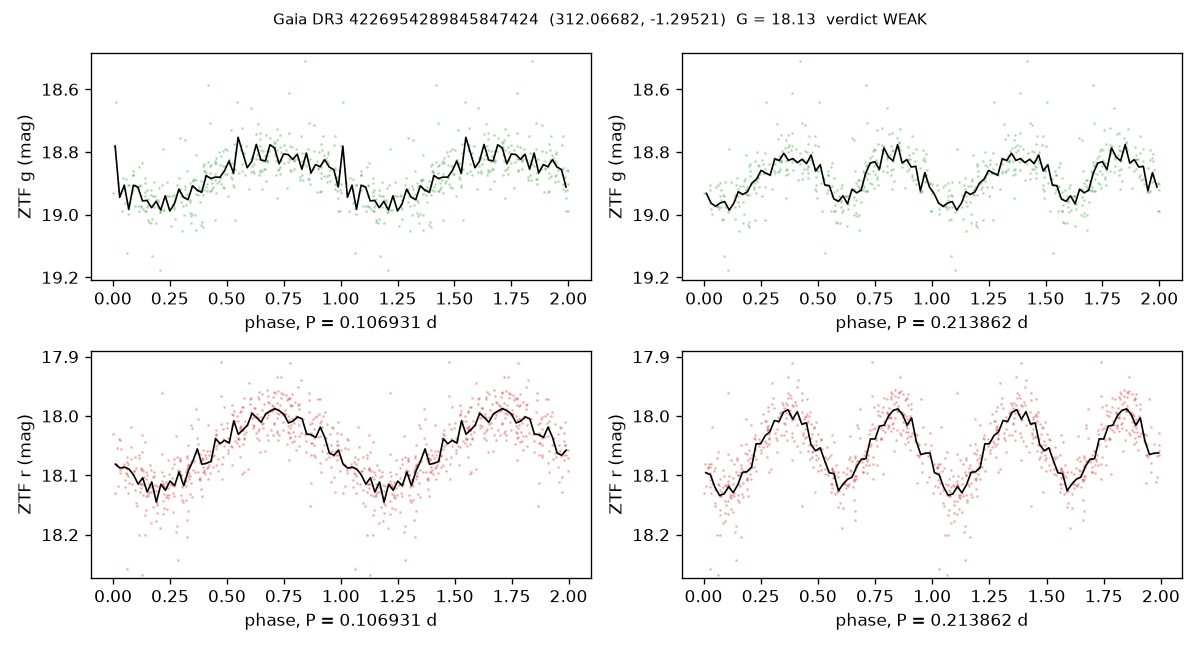 Gaia DR3 4226954289845847424 (312.06682, -1.29521) G = 18.13 verdict WEAK
ZTF g (mag)
18.6
18.8
19.0
19.2
0.00 0.25 0.50 0.75 1.00 1.25 1.50 1.75 2.00
phase, P = 0.106931 d
ZTF g (mag)
18.6
18.8
19.0
19.2
0.00 0.25 0.50 0.75 1.00 1.25 1.50 1.75 2.00
phase, P = 0.213862 d
ZTF r (mag)
17.9
18.0
18.1
18.2
0.00 0.25 0.50 0.75 1.00 1.25 1.50 1.75 2.00
phase, P = 0.106931 d
ZTF r (mag)
17.9
18.0
18.1
18.2
0.00 0.25 0.50 0.75 1.00 1.25 1.50 1.75 2.00
phase, P = 0.213862 d